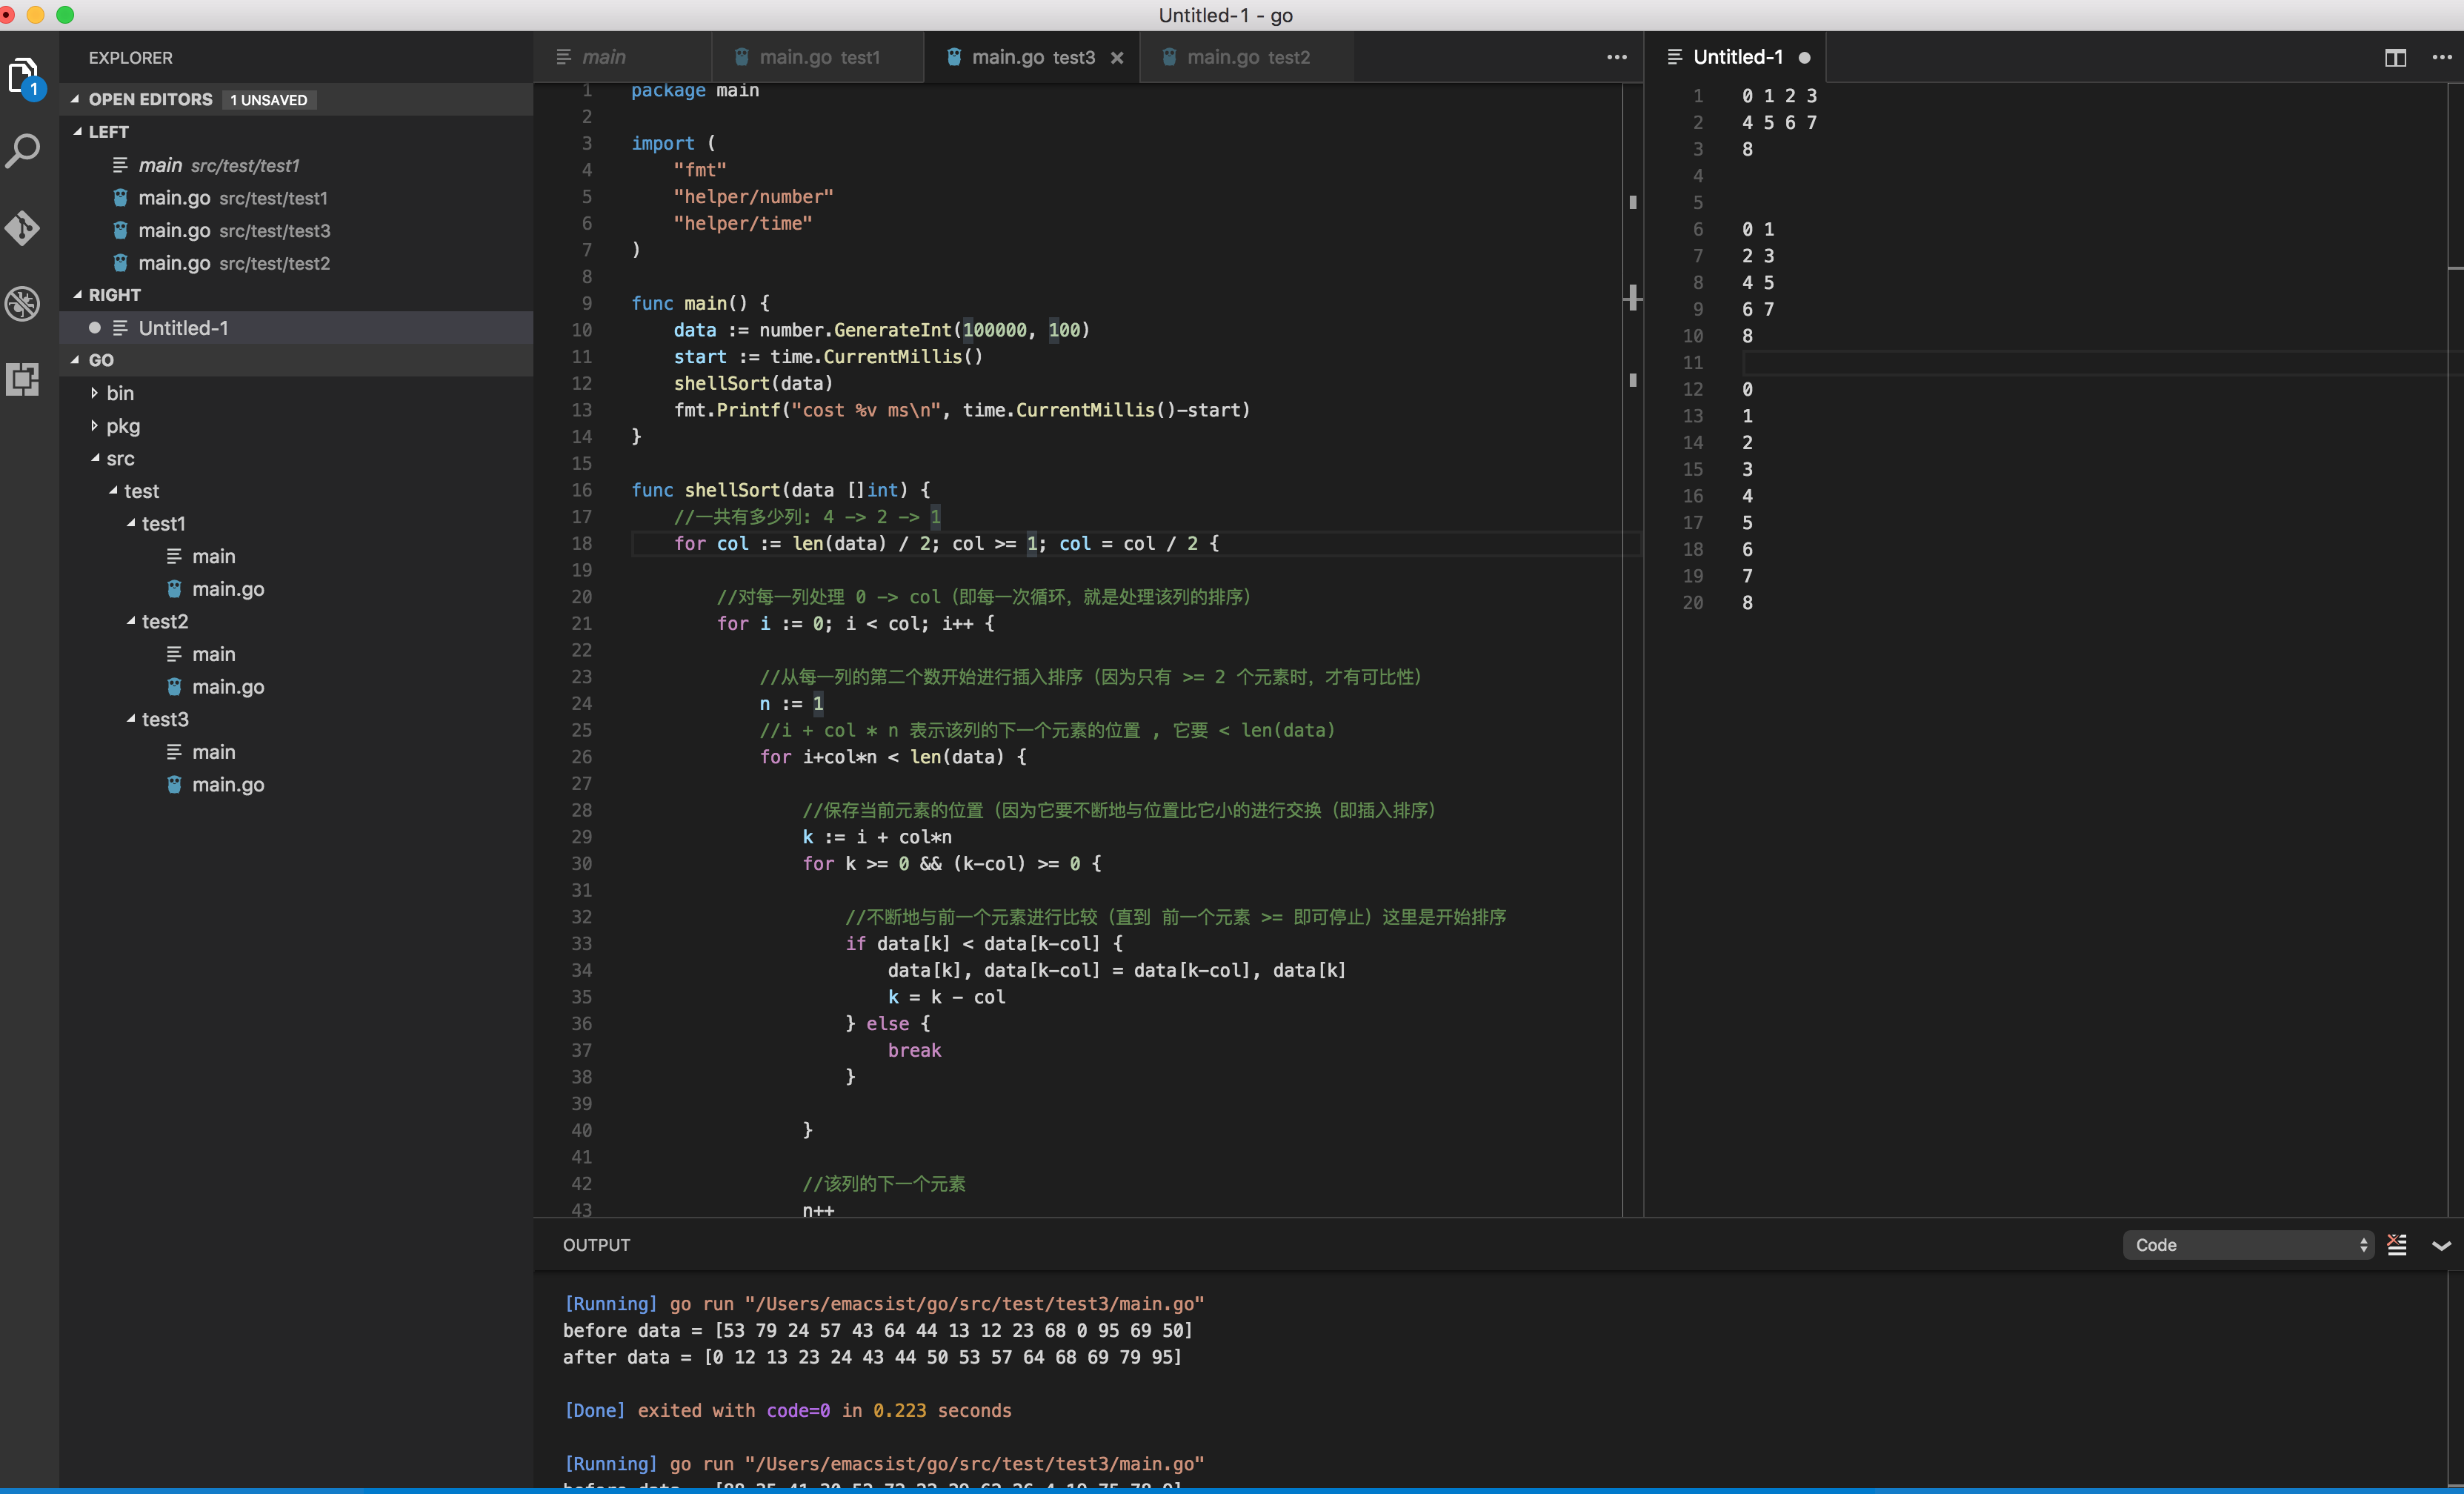 Untitled-1 - go
EXPLORER
1
OPEN EDITORS 1 UNSAVED
LEFT
main src/test/test1
main.go src/test/test1
main.go src/test/test3
main.go src/test/test2
RIGHT
Untitled-1
GO
bin
pkg
src
test
test1
main
main.go
test2
main
main.go
test3
main
main.go
main
main.go test1
main.go test3
main.go test2
1 package main
2
3 import (
4 "fmt"
5 "helper/number"
6 "helper/time"
7 )
8
9 func main() {
10 data := number.GenerateInt(100000, 100)
11 start := time.CurrentMillis()
12 shellSort(data)
13 fmt.Printf("cost %v ms\n", time.CurrentMillis()-start)
14 }
15
16 func shellSort(data []int) {
17 //一共有多少列: 4 -> 2 -> 1
18 for col := len(data) / 2; col >= 1; col = col / 2 {
19
20 //对每一列处理 0 -> col（即每一次循环，就是处理该列的排序）
21 for i := 0; i < col; i++ {
22
23 //从每一列的第二个数开始进行插入排序（因为只有 >= 2 个元素时，才有可比性）
24 n := 1
25 //i + col * n 表示该列的下一个元素的位置 , 它要 < len(data)
26 for i+col*n < len(data) {
27
28 //保存当前元素的位置（因为它要不断地与位置比它小的进行交换（即插入排序）
29 k := i + col*n
30 for k >= 0 && (k-col) >= 0 {
31
32 //不断地与前一个元素进行比较（直到 前一个元素 >= 即可停止）这里是开始排序
33 if data[k] < data[k-col] {
34 data[k], data[k-col] = data[k-col], data[k]
35 k = k - col
36 } else {
37 break
38 }
39
40 }
41
42 //该列的下一个元素
43 n++
Untitled-1
1 0 1 2 3
2 4 5 6 7
3 8
4
5
6 0 1
7 2 3
8 4 5
9 6 7
10 8
11
12 0
13 1
14 2
15 3
16 4
17 5
18 6
19 7
20 8
OUTPUT
Code
[Running] go run "/Users/emacsist/go/src/test/test3/main.go"
before data = [53 79 24 57 43 64 44 13 12 23 68 0 95 69 50]
after data = [0 12 13 23 24 43 44 50 53 57 64 68 69 79 95]
[Done] exited with code=0 in 0.223 seconds
[Running] go run "/Users/emacsist/go/src/test/test3/main.go"